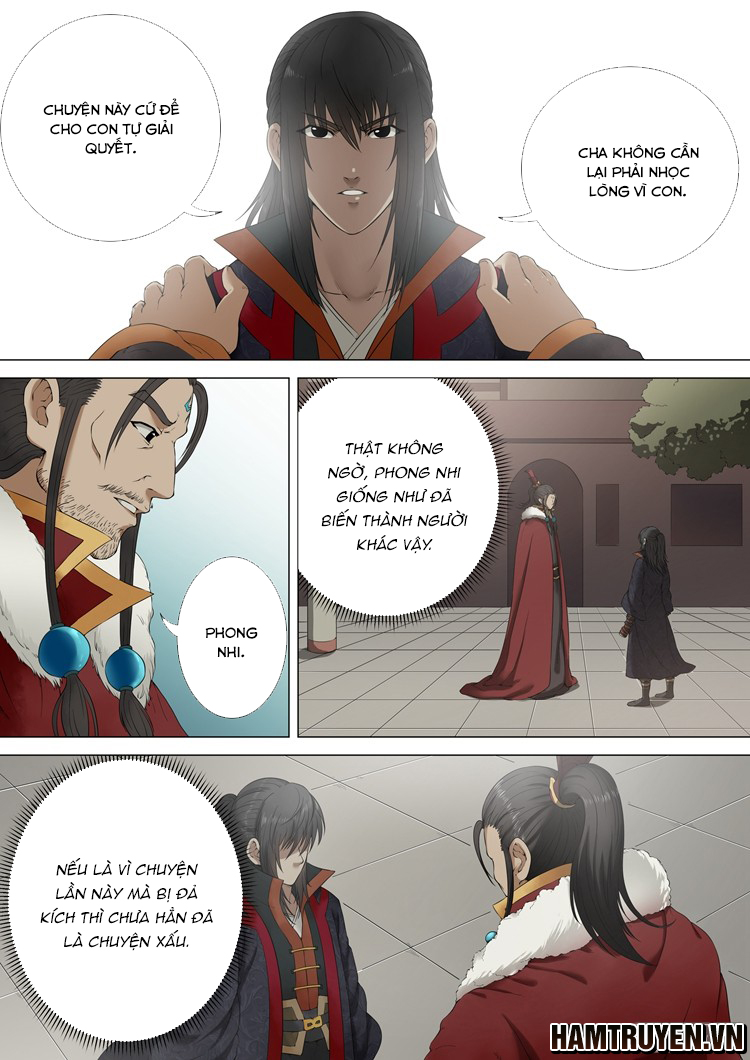 CHUYỆN NÀY CỨ ĐỂ
CHO CON TỰ GIẢI
QUYẾT.
CHA KHÔNG CẦN
LẠI PHẢI NHỌC
LÒNG VÌ CON.
PHONG
NHI.
THẬT KHÔNG
NGỜ, PHONG NHI
GIỐNG NHƯ ĐÃ
BIẾN THÀNH NGƯỜI
KHÁC VẬY.
NẾU LÀ VÌ CHUYỆN
LẦN NÀY MÀ BỊ ĐẢ
KÍCH THÌ CHƯA HẲN ĐÃ
LÀ CHUYỆN XẤU.
HAMTRUYEN.VN